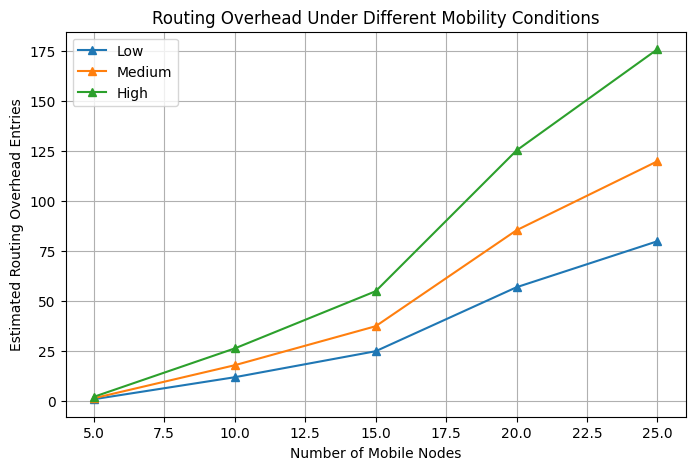 Routing Overhead Under Different Mobility Conditions
Low
Medium
High
Estimated Routing Overhead Entries
175
150
125
100
75
50
25
0
5.0 7.5 10.0 12.5 15.0 17.5 20.0 22.5 25.0
Number of Mobile Nodes